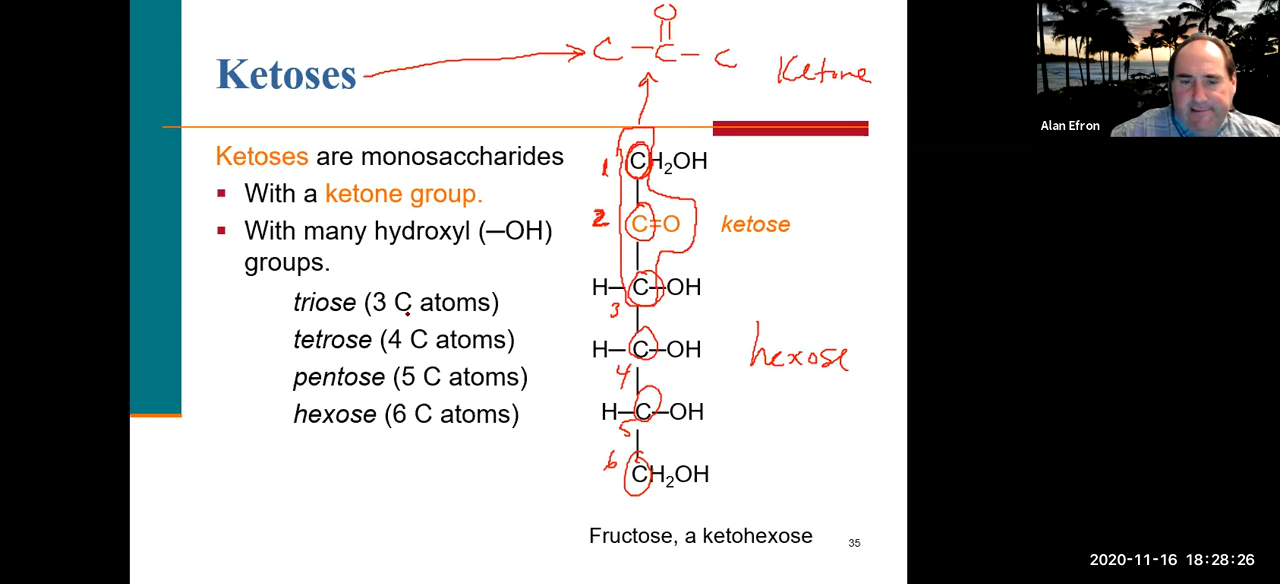 O
C – C – C
Ketone
Ketoses
Alan Efron
Ketoses are monosaccharides
▪ With a ketone group.
▪ With many hydroxyl (—OH)
groups.
triose (3 C atoms)
tetrose (4 C atoms)
pentose (5 C atoms)
hexose (6 C atoms)
1 CH₂OH
2 C=O ketose
H–C–OH
3
H–C–OH
4
hexose
H–C–OH
5
6 CH₂OH
Fructose, a ketohexose
35
2020-11-16 18:28:26